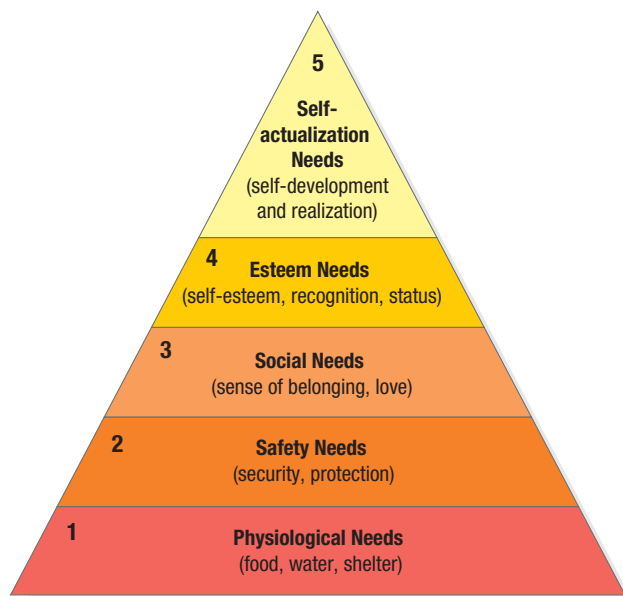 5
Self-
actualization
Needs
(self-development
and realization)
4
Esteem Needs
(self-esteem, recognition, status)
3
Social Needs
(sense of belonging, love)
2
Safety Needs
(security, protection)
1
Physiological Needs
(food, water, shelter)